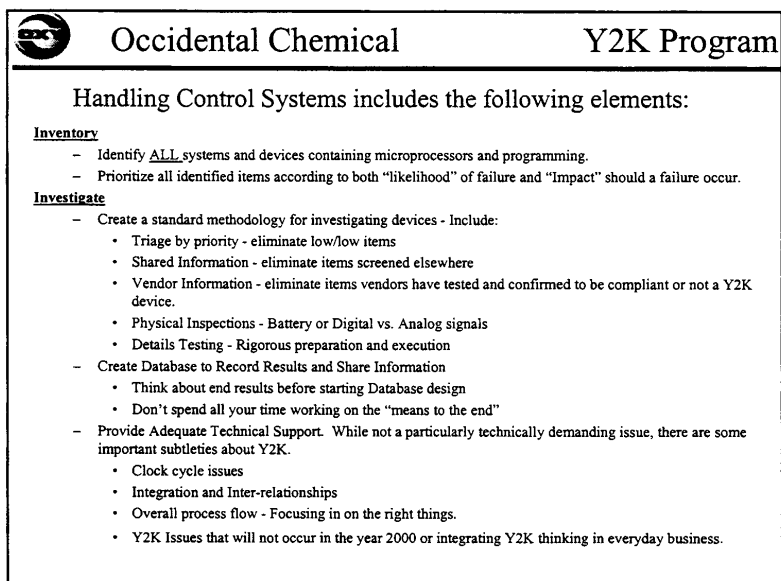 OXY
Occidental Chemical Y2K Program
Handling Control Systems includes the following elements:
Inventory
– Identify ALL systems and devices containing microprocessors and programming.
– Prioritize all identified items according to both “likelihood” of failure and “Impact” should a failure occur.
Investigate
– Create a standard methodology for investigating devices - Include:
• Triage by priority - eliminate low/low items
• Shared Information - eliminate items screened elsewhere
• Vendor Information - eliminate items vendors have tested and confirmed to be compliant or not a Y2K
device.
• Physical Inspections - Battery or Digital vs. Analog signals
• Details Testing - Rigorous preparation and execution
– Create Database to Record Results and Share Information
• Think about end results before starting Database design
• Don’t spend all your time working on the “means to the end”
– Provide Adequate Technical Support. While not a particularly technically demanding issue, there are some
important subtleties about Y2K.
• Clock cycle issues
• Integration and Inter-relationships
• Overall process flow - Focusing in on the right things.
• Y2K Issues that will not occur in the year 2000 or integrating Y2K thinking in everyday business.